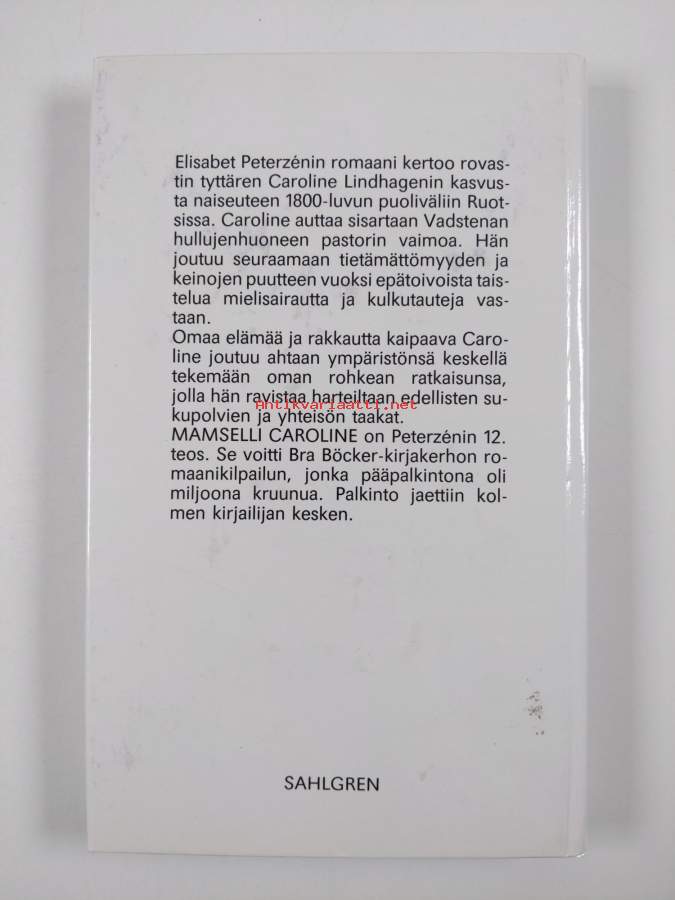 Elisabet Peterzénin romaani kertoo rovas-
tin tyttären Caroline Lindhagenin kasvus-
ta naiseuteen 1800-luvun puoliväliin Ruot-
sissa. Caroline auttaa sisartaan Vadstenan
hullujenhuoneen pastorin vaimoa. Hän
joutuu seuraamaan tietämättömyyden ja
keinojen puutteen vuoksi epätoivoista tais-
telua mielisairautta ja kulkutauteja vas-
taan.
Omaa elämää ja rakkautta kaipaava Caro-
line joutuu ahtaan ympäristönsä keskellä
tekemään oman rohkean ratkaisunsa,
jolla hän ravistaa harteiltaan edellisten su-
Antikvariaatti.net
kupolvien ja yhteisön taakat.
MAMSELLI CAROLINE on Peterzénin 12.
teos. Se voitti Bra Böcker-kirjakerhon ro-
maanikilpailun, jonka pääpalkintona oli
miljoona kruunua. Palkinto jaettiin kol-
men kirjailijan kesken.
SAHLGREN